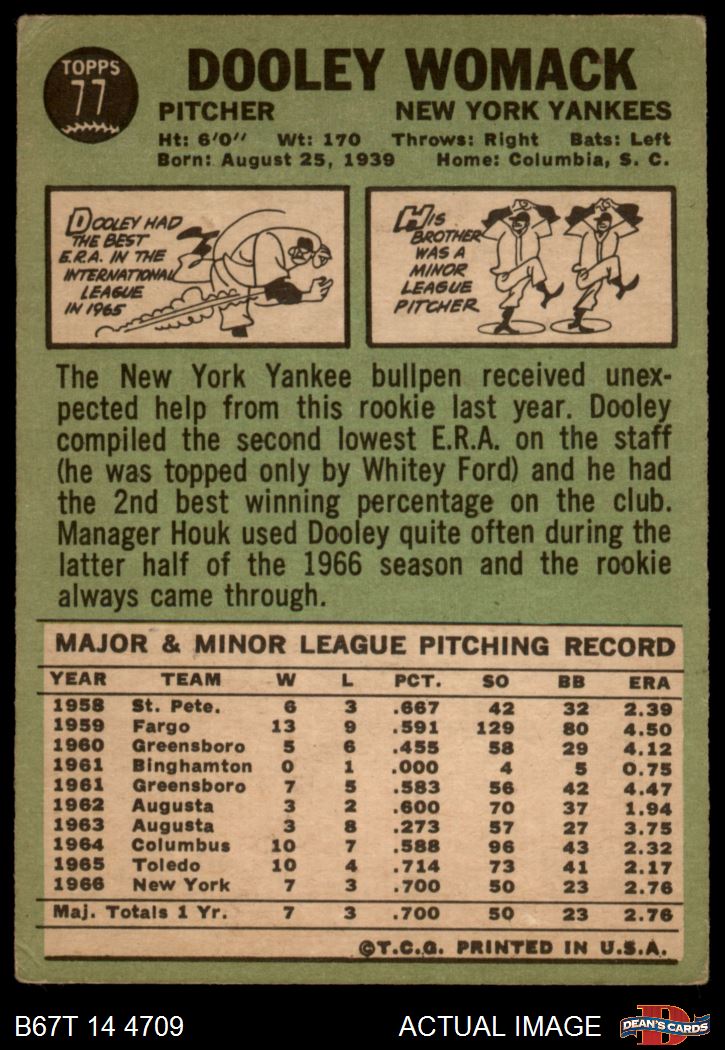 TOPPS
77
DOOLEY WOMACK
PITCHER NEW YORK YANKEES
Ht: 6'0" Wt: 170 Throws: Right Bats: Left
Born: August 25, 1939 Home: Columbia, S. C.
DOOLEY HAD
THE BEST
E.R.A. IN THE
INTERNATIONAL
LEAGUE
IN 1965
HIS
BROTHER
WAS A
MINOR
LEAGUE
PITCHER
The New York Yankee bullpen received unex-
pected help from this rookie last year. Dooley
compiled the second lowest E.R.A. on the staff
(he was topped only by Whitey Ford) and he had
the 2nd best winning percentage on the club.
Manager Houk used Dooley quite often during the
latter half of the 1966 season and the rookie
always came through.
MAJOR & MINOR LEAGUE PITCHING RECORD
YEAR TEAM W L PCT. SO BB ERA
1958 St. Pete. 6 3 .667 42 32 2.39
1959 Fargo 13 9 .591 129 80 4.50
1960 Greensboro 5 6 .455 58 29 4.12
1961 Binghamton 0 1 .000 4 5 0.75
1961 Greensboro 7 5 .583 56 42 4.47
1962 Augusta 3 2 .600 70 37 1.94
1963 Augusta 3 8 .273 57 27 3.75
1964 Columbus 10 7 .588 96 43 2.32
1965 Toledo 10 4 .714 73 41 2.17
1966 New York 7 3 .700 50 23 2.76
Maj. Totals 1 Yr. 7 3 .700 50 23 2.76
©T.C.G. PRINTED IN U.S.A.
B67T 14 4709 ACTUAL IMAGE D DEAN'S CARDS